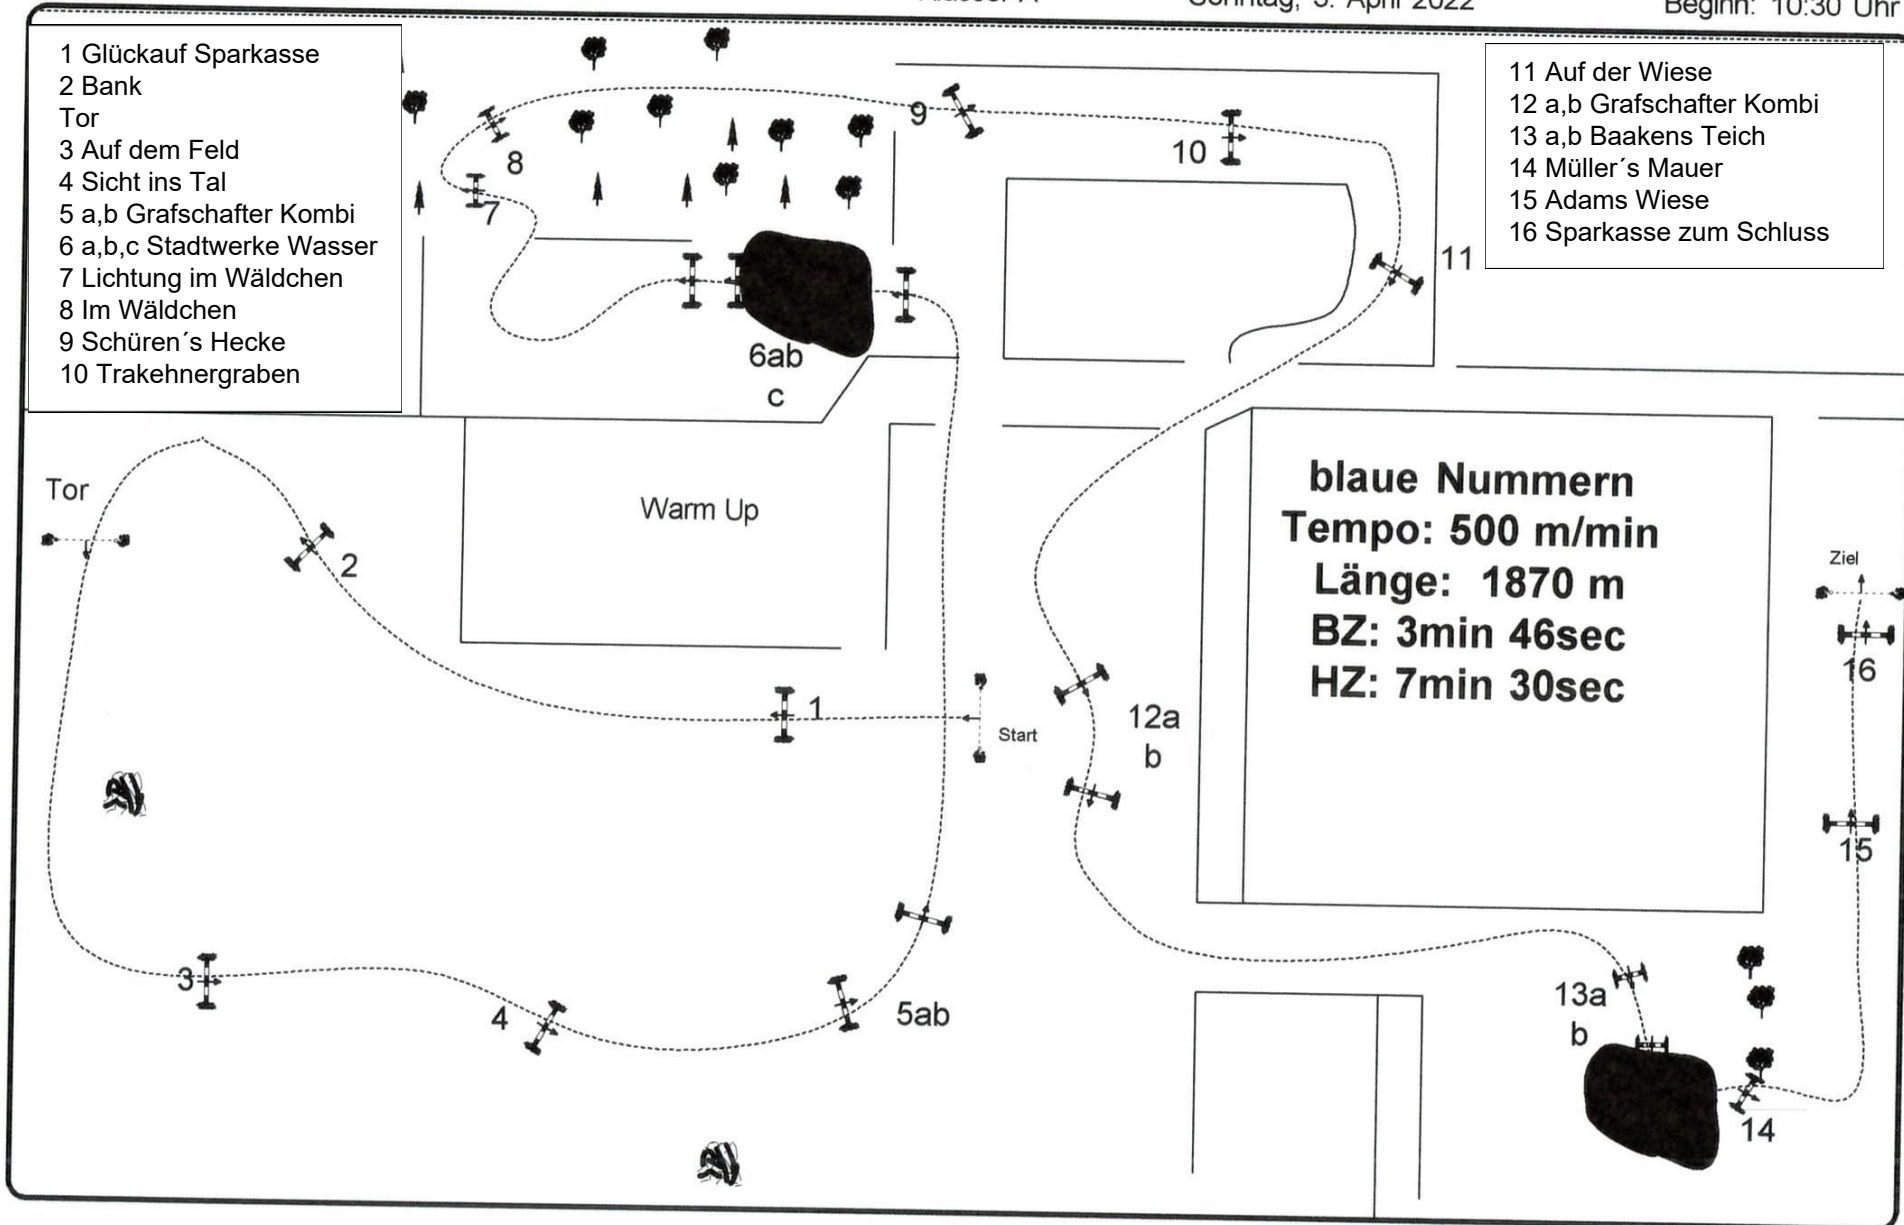 Sonntag, 3. April 2022
Beginn: 10:30 Uhr
1 Glückauf Sparkasse
2 Bank
Tor
3 Auf dem Feld
4 Sicht ins Tal
5 a,b Grafschafter Kombi
6 a,b,c Stadtwerke Wasser
7 Lichtung im Wäldchen
8 Im Wäldchen
9 Schüren´s Hecke
10 Trakehnergraben
11 Auf der Wiese
12 a,b Grafschafter Kombi
13 a,b Baakens Teich
14 Müller´s Mauer
15 Adams Wiese
16 Sparkasse zum Schluss
9
8
10
7
11
6ab
c
Tor
Warm Up
2
blaue Nummern
Tempo: 500 m/min
Länge: 1870 m
BZ: 3min 46sec
HZ: 7min 30sec
Ziel
16
1
Start
12a
b
15
3
4
5ab
13a
b
14